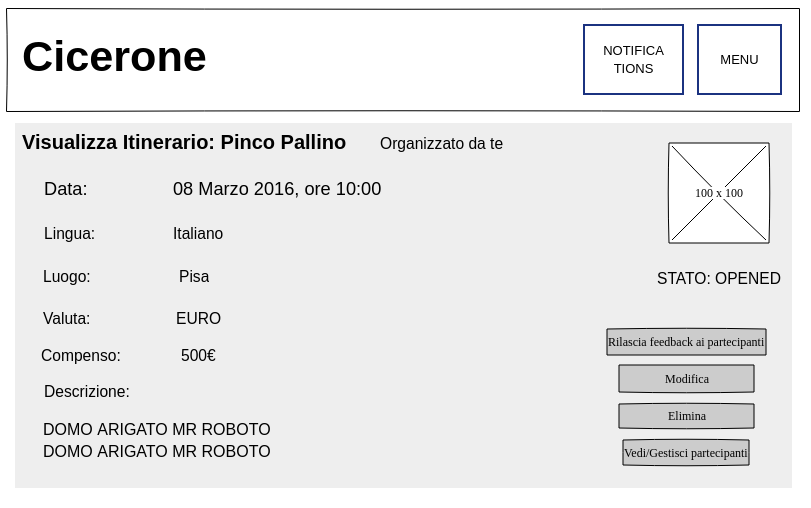 Cicerone
NOTIFICA
TIONS
MENU
Visualizza Itinerario: Pinco Pallino
Organizzato da te
100 x 100
Data: 08 Marzo 2016, ore 10:00
Lingua: Italiano
Luogo: Pisa
STATO: OPENED
Valuta: EURO
Compenso: 500€
Descrizione:
DOMO ARIGATO MR ROBOTO
DOMO ARIGATO MR ROBOTO
Rilascia feedback ai partecipanti
Modifica
Elimina
Vedi/Gestisci partecipanti